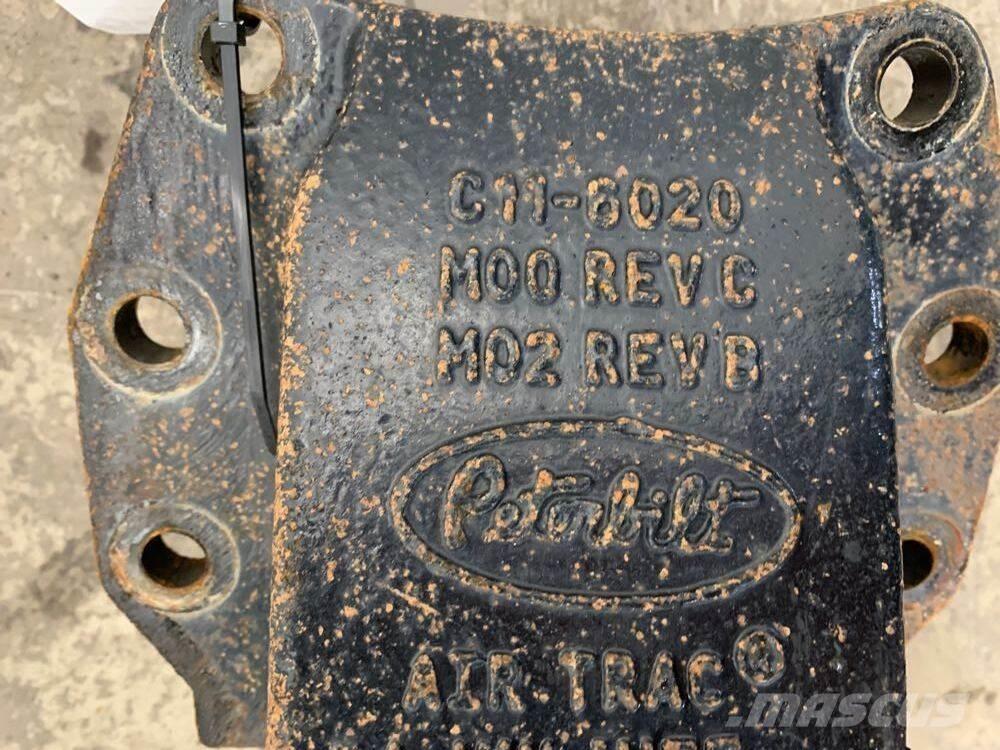 C11-6020
M00 REV C
M02 REV B
Peterbilt
AIR TRAC®
.MASCUS